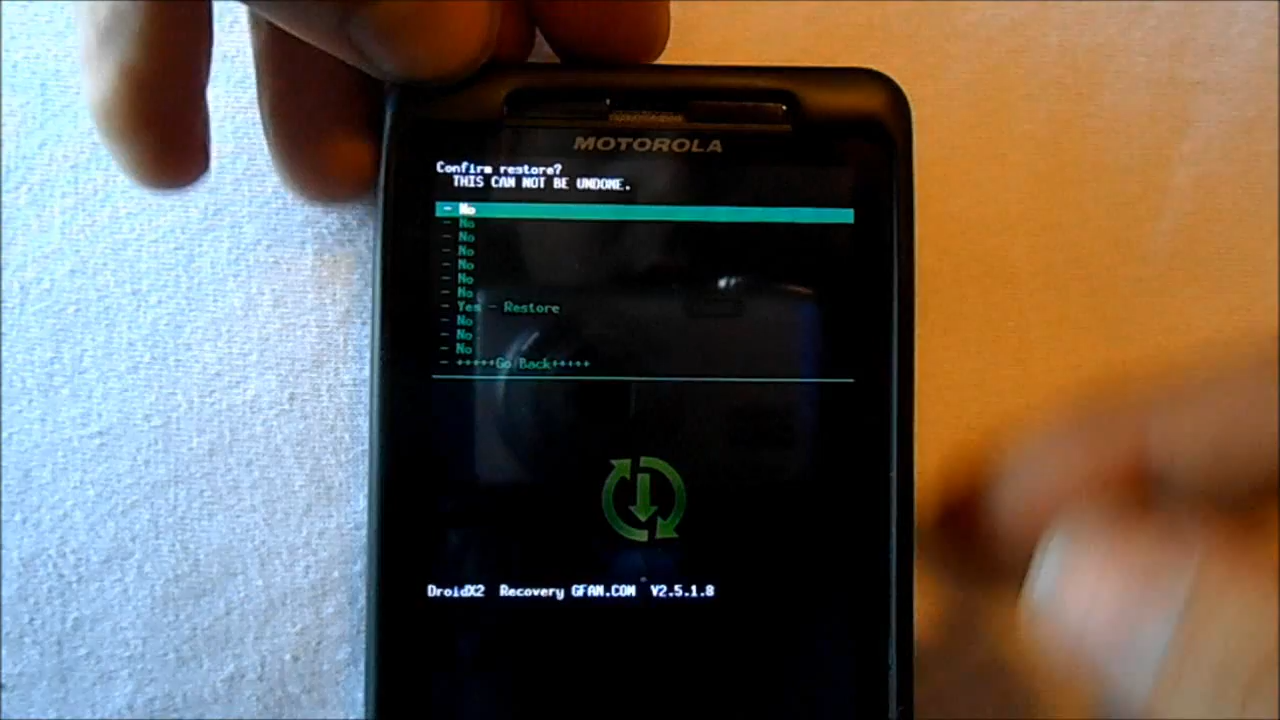 MOTOROLA
Confirm restore?
THIS CAN NOT BE UNDONE.
- No
- No
- No
- No
- No
- No
- No
- Yes - Restore
- No
- No
- No
- +++++Go Back+++++
DroidX2 Recovery GFAN.COM V2.5.1.8